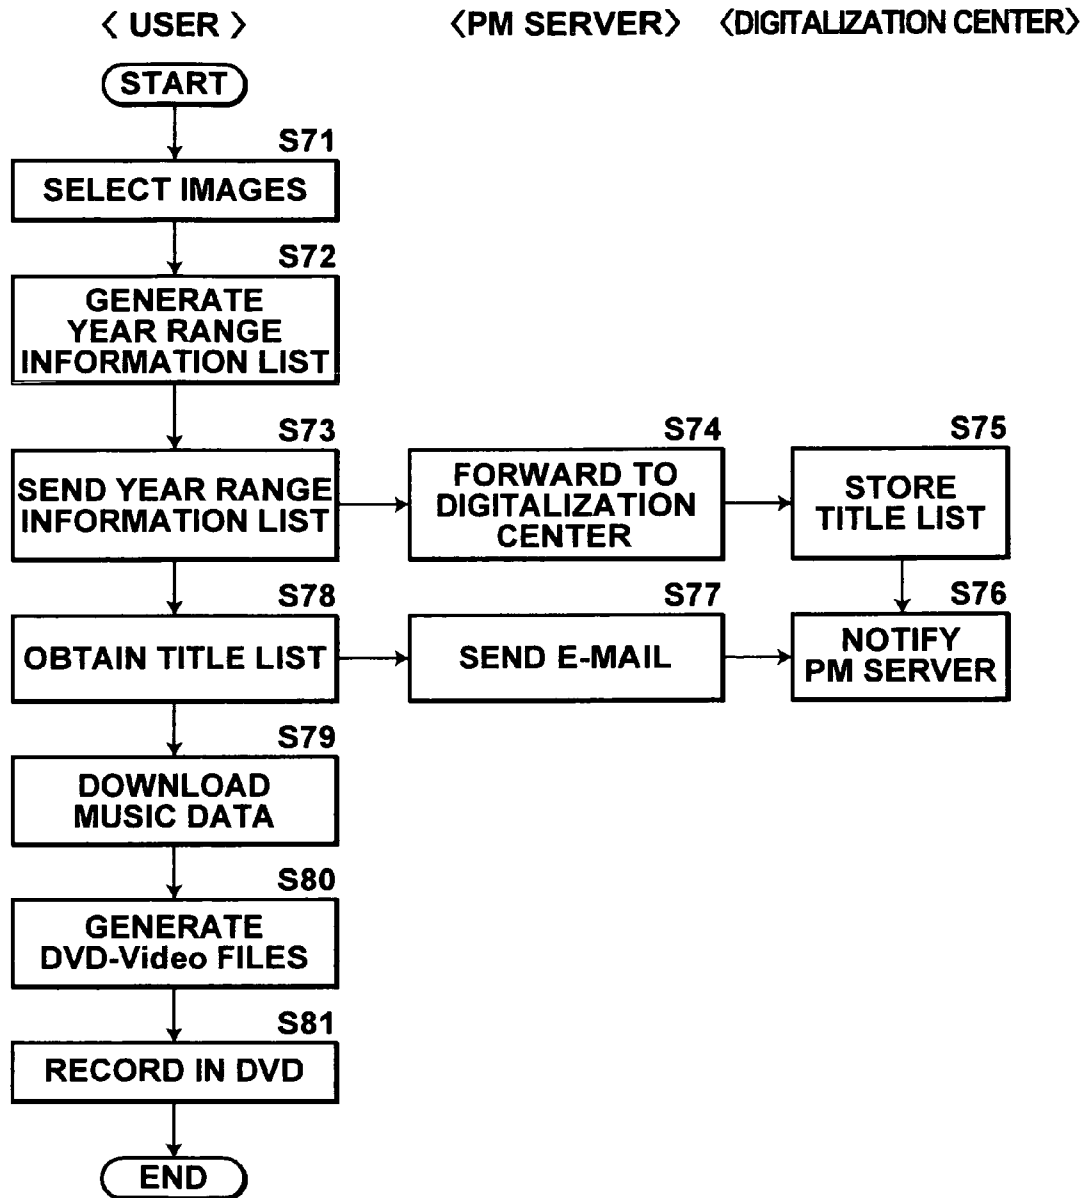 〈 USER 〉 〈PM SERVER〉 〈DIGITALIZATION CENTER〉
START
S71
SELECT IMAGES
S72
GENERATE
YEAR RANGE
INFORMATION LIST
S73
SEND YEAR RANGE
INFORMATION LIST
S74
FORWARD TO
DIGITALIZATION
CENTER
S75
STORE
TITLE LIST
S78
OBTAIN TITLE LIST
S77
SEND E-MAIL
S76
NOTIFY
PM SERVER
S79
DOWNLOAD
MUSIC DATA
S80
GENERATE
DVD-Video FILES
S81
RECORD IN DVD
END